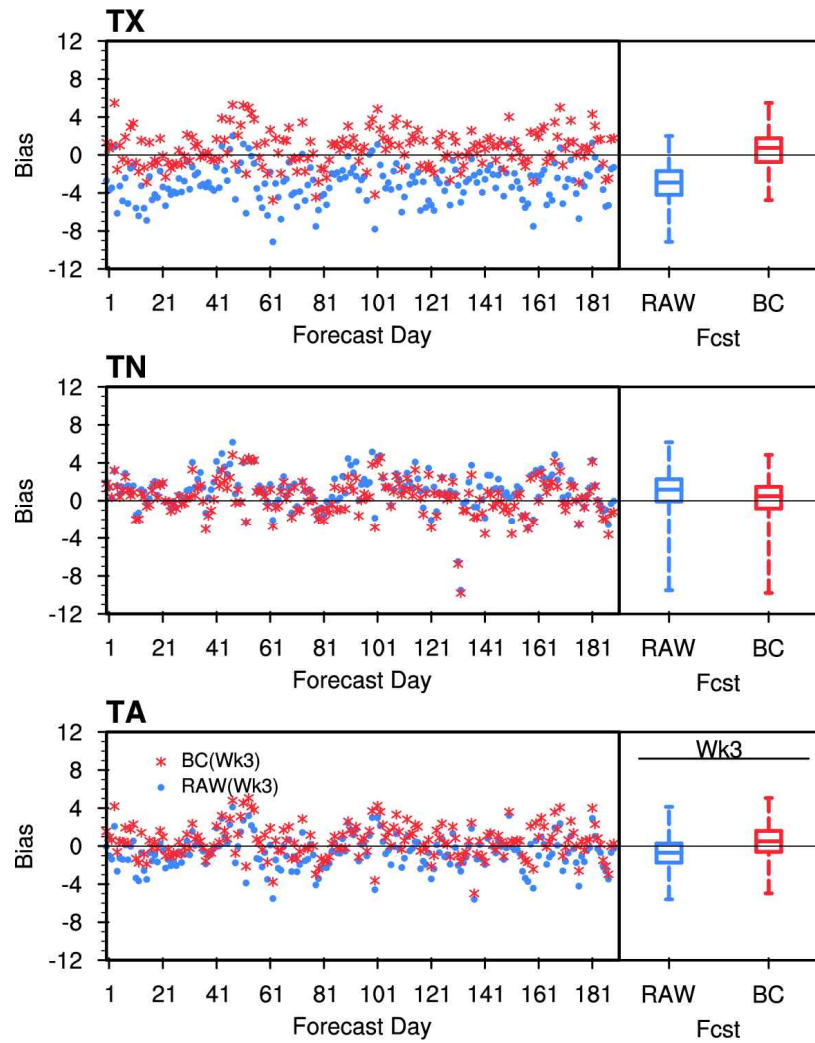 TX
12
8
4
0
-4
-8
-12
Bias
1 21 41 61 81 101 121 141 161 181
RAW BC
Forecast Day
Fcst
TN
12
8
4
0
-4
-8
-12
Bias
1 21 41 61 81 101 121 141 161 181
RAW BC
Forecast Day
Fcst
TA
12
8
4
0
-4
-8
-12
Bias
BC(Wk3)
RAW(Wk3)
Wk3
1 21 41 61 81 101 121 141 161 181
RAW BC
Forecast Day
Fcst